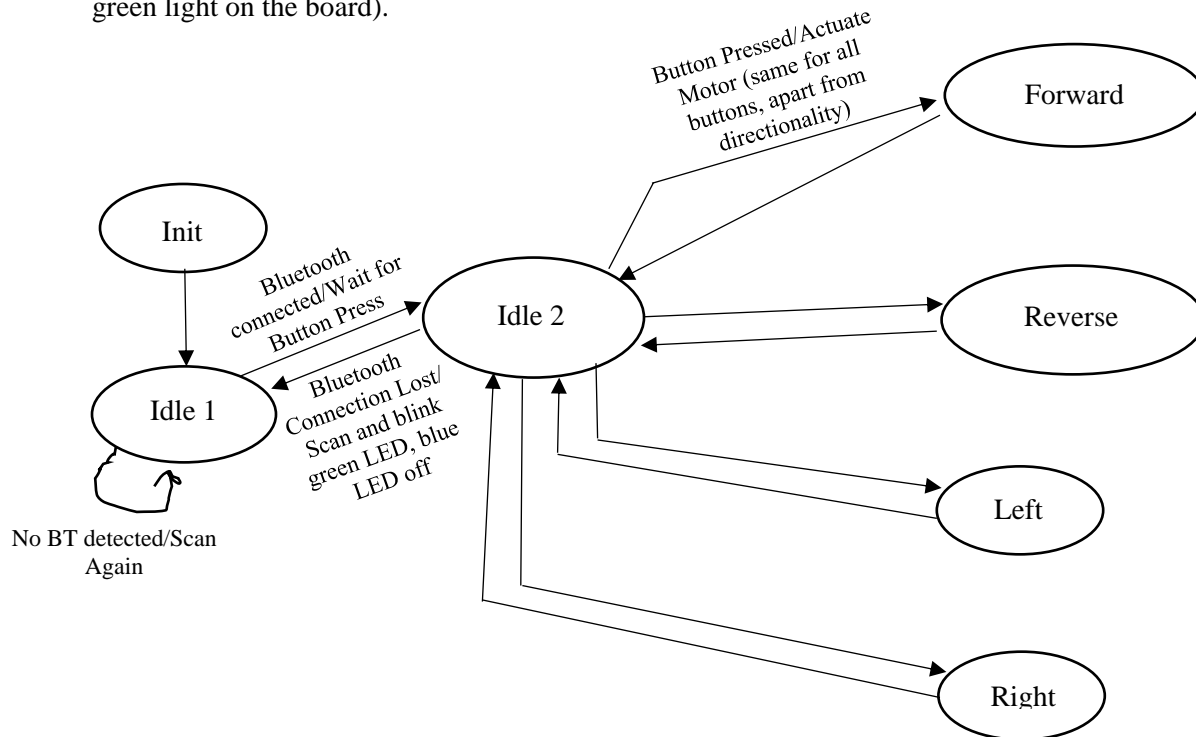 green light on the board).
Button Pressed/Actuate
Motor (same for all
buttons, apart from
directionality)
Forward
Init
Bluetooth
connected/Wait for
Button Press
Idle 2
Reverse
Bluetooth
Connection Lost/
Scan and blink
green LED, blue
LED off
Idle 1
Left
No BT detected/Scan
Again
Right